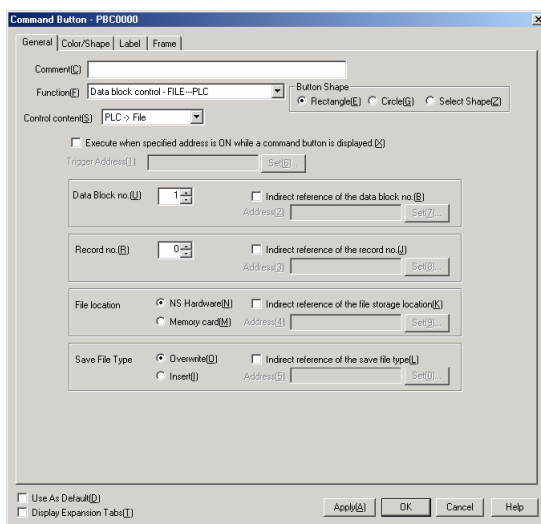 Command Button - PBC0000
General Color/Shape Label Frame
Comment(C)
Function(F) Data block control - FILE---PLC
Button Shape
Rectangle(E) Circle(G) Select Shape(Z)
Control content(S) PLC -> File
Execute when specified address is ON while a command button is displayed.(X)
Trigger Address(1) Set(6)...
Data Block no.(U) 1 Indirect reference of the data block no.(B)
Address(2) Set(7)...
Record no.(R) 0 Indirect reference of the record no.(J)
Address(3) Set(8)...
File location NS Hardware(N) Indirect reference of the file storage location(K)
Memory card(M) Address(4) Set(9)...
Save File Type Overwrite(O) Indirect reference of the save file type(L)
Insert(I) Address(5) Set(0)...
Use As Default(D)
Display Expansion Tabs(T)
Apply(A) OK Cancel Help